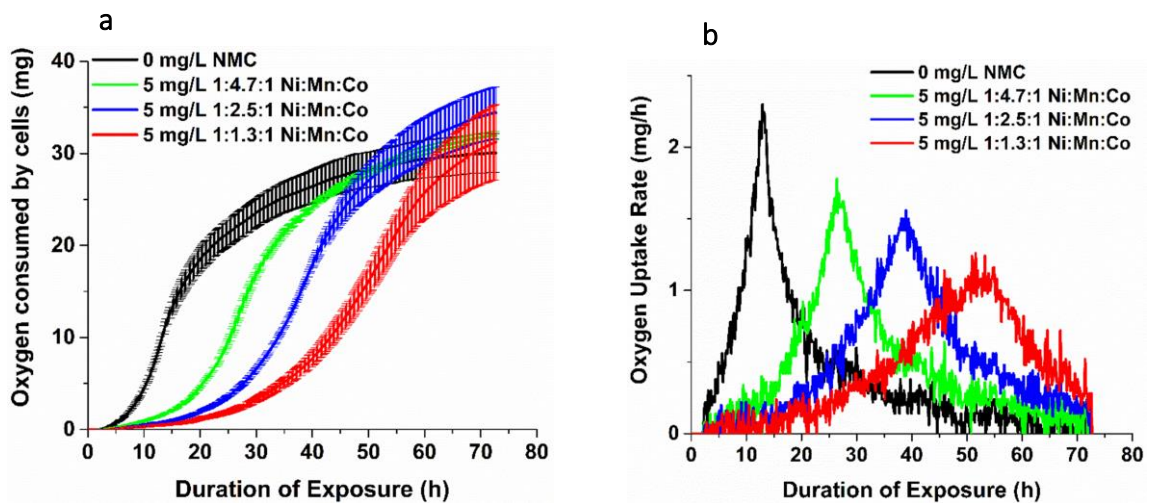 a
40
30
20
10
0
0 mg/L NMC
5 mg/L 1:4.7:1 Ni:Mn:Co
5 mg/L 1:2.5:1 Ni:Mn:Co
5 mg/L 1:1.3:1 Ni:Mn:Co
Oxygen consumed by cells (mg)
0 10 20 30 40 50 60 70 80
Duration of Exposure (h)
b
2
1
0
0 mg/L NMC
5 mg/L 1:4.7:1 Ni:Mn:Co
5 mg/L 1:2.5:1 Ni:Mn:Co
5 mg/L 1:1.3:1 Ni:Mn:Co
Oxygen Uptake Rate (mg/h)
0 10 20 30 40 50 60 70 80
Duration of Exposure (h)